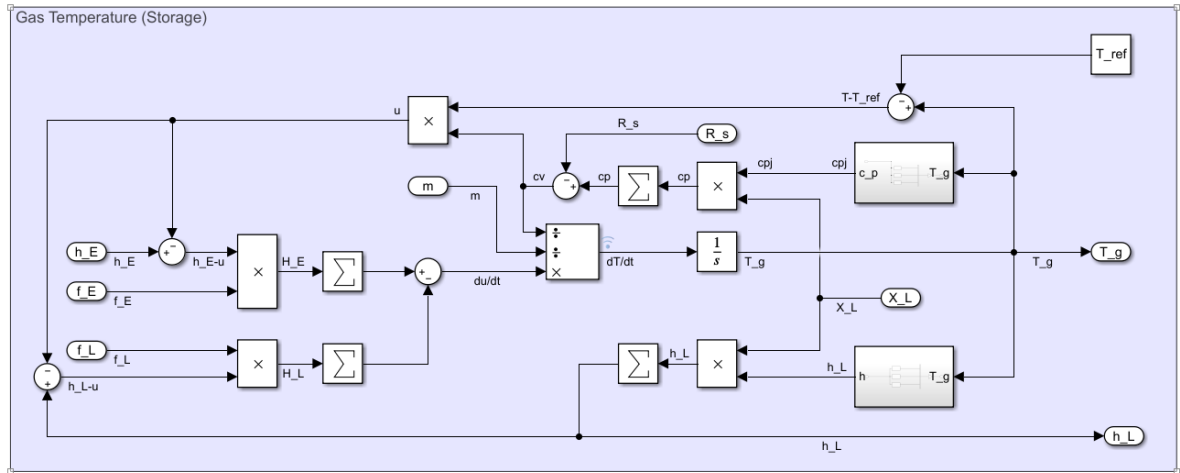 Gas Temperature (Storage)
T_ref
T-T_ref
−
+
u
×
R_s
R_s
−
+
cv
cp
∑
cp
×
cpj
cpj
c_p
T_g
m
m
h_E
h_E
+
−
h_E-u
f_E
f_E
×
H_E
∑
+
−
du/dt
÷
÷
×
dT/dt
1
s
T_g
T_g
T_g
X_L
X_L
f_L
f_L
×
H_L
∑
−
+
h_L-u
∑
h_L
×
h_L
h
T_g
h_L
h_L